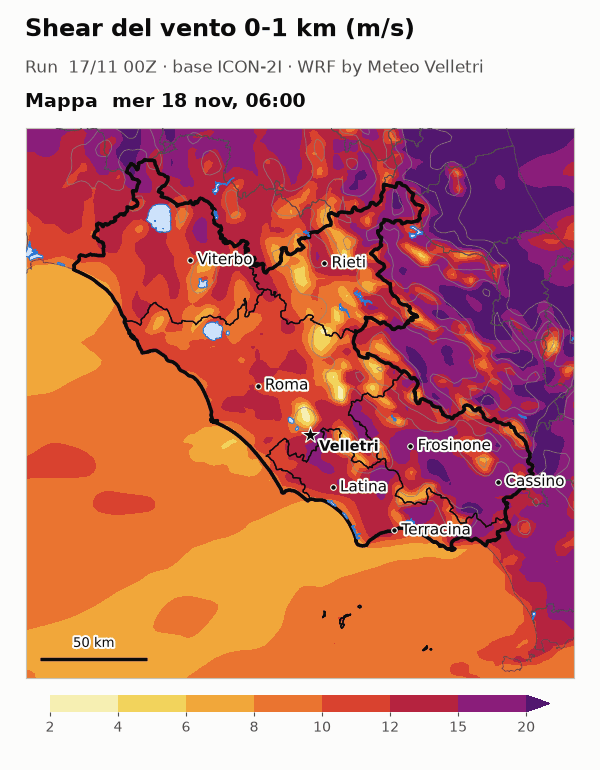 Shear del vento 0-1 km (m/s)
Run 17/11 00Z · base ICON-2I · WRF by Meteo Velletri
Mappa mer 18 nov, 06:00
Viterbo
Rieti
Roma
Velletri
Frosinone
Latina
Cassino
Terracina
50 km
2 4 6 8 10 12 15 20